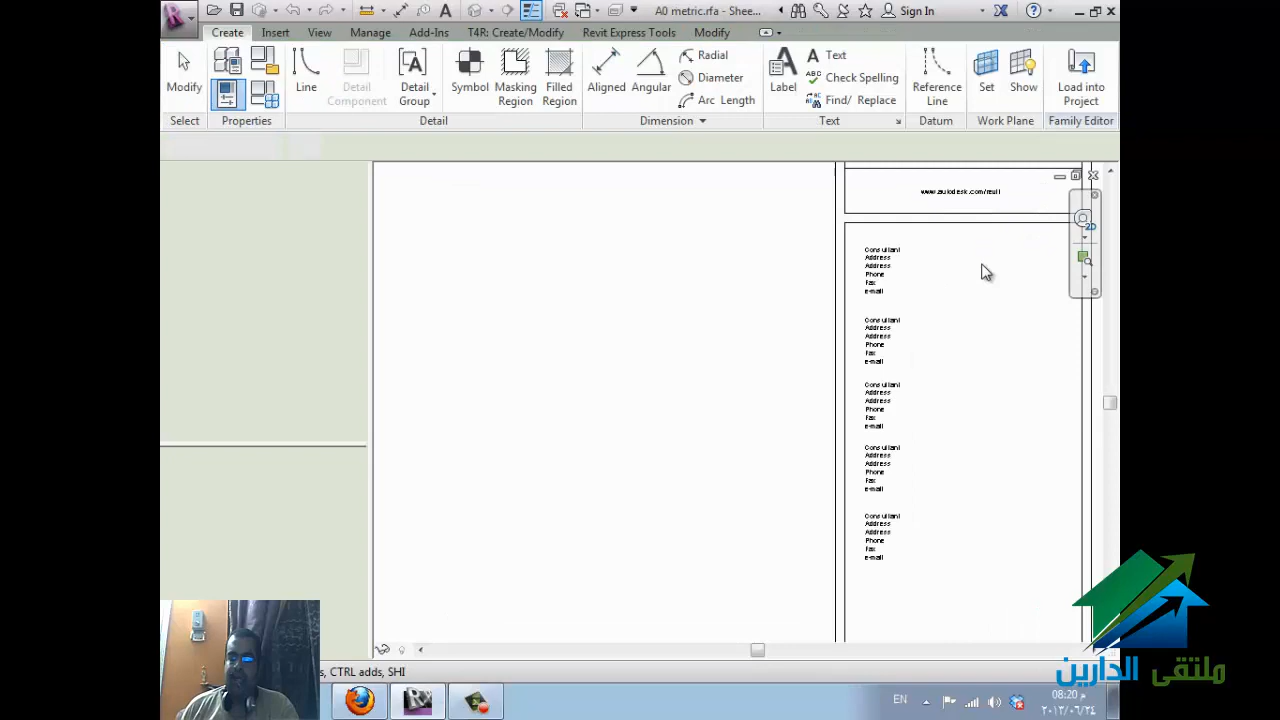 A0 metric.rfa - Shee...
Sign In
Create Insert View Manage Add-Ins T4R: Create/Modify Revit Express Tools Modify
Modify
Line
Detail Component
Detail Group
Symbol
Masking Region
Filled Region
Aligned
Angular
Radial
Diameter
Arc Length
Label
Text
Check Spelling
Find/ Replace
Reference Line
Set
Show
Load into Project
Select Properties Detail Dimension Text Datum Work Plane Family Editor
www.autodesk.com/revit
2D
Consultant
Address
Address
Phone
Fax
e-mail
Consultant
Address
Address
Phone
Fax
e-mail
Consultant
Address
Address
Phone
Fax
e-mail
Consultant
Address
Address
Phone
Fax
e-mail
Consultant
Address
Address
Phone
Fax
e-mail
ملتقى الدارين
s, CTRL adds, SHI
EN
08:20 م
٢٠١٣/٠٦/٢٤